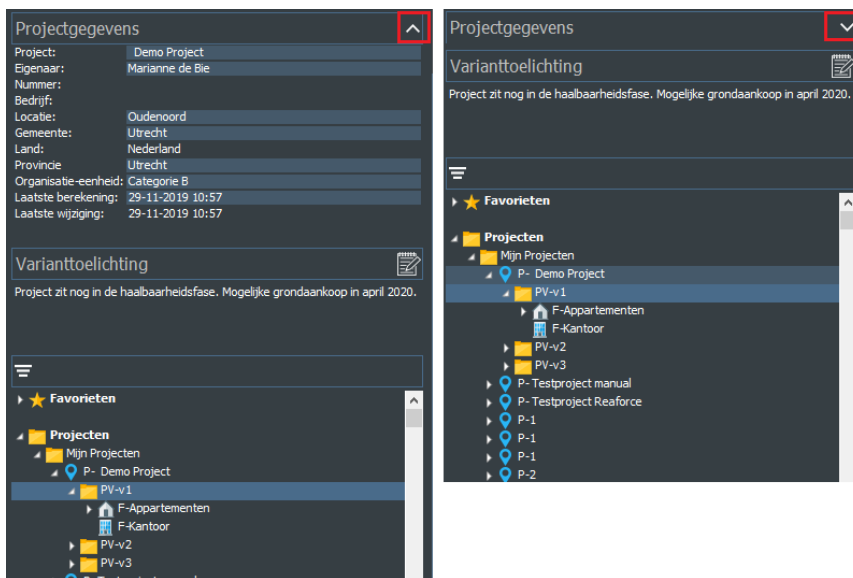 Projectgegevens
Project: Demo Project
Eigenaar: Marianne de Bie
Nummer:
Bedrijf:
Locatie: Oudenoord
Gemeente: Utrecht
Land: Nederland
Provincie Utrecht
Organisatie-eenheid: Categorie B
Laatste berekening: 29-11-2019 10:57
Laatste wijziging: 29-11-2019 10:57
Varianttoelichting
Project zit nog in de haalbaarheidsfase. Mogelijke grondaankoop in april 2020.
Favorieten
Projecten
Mijn Projecten
P- Demo Project
PV-v1
F-Appartementen
F-Kantoor
PV-v2
PV-v3
Projectgegevens
Varianttoelichting
Project zit nog in de haalbaarheidsfase. Mogelijke grondaankoop in april 2020.
Favorieten
Projecten
Mijn Projecten
P- Demo Project
PV-v1
F-Appartementen
F-Kantoor
PV-v2
PV-v3
P- Testproject manual
P- Testproject Reaforce
P-1
P-1
P-1
P-2